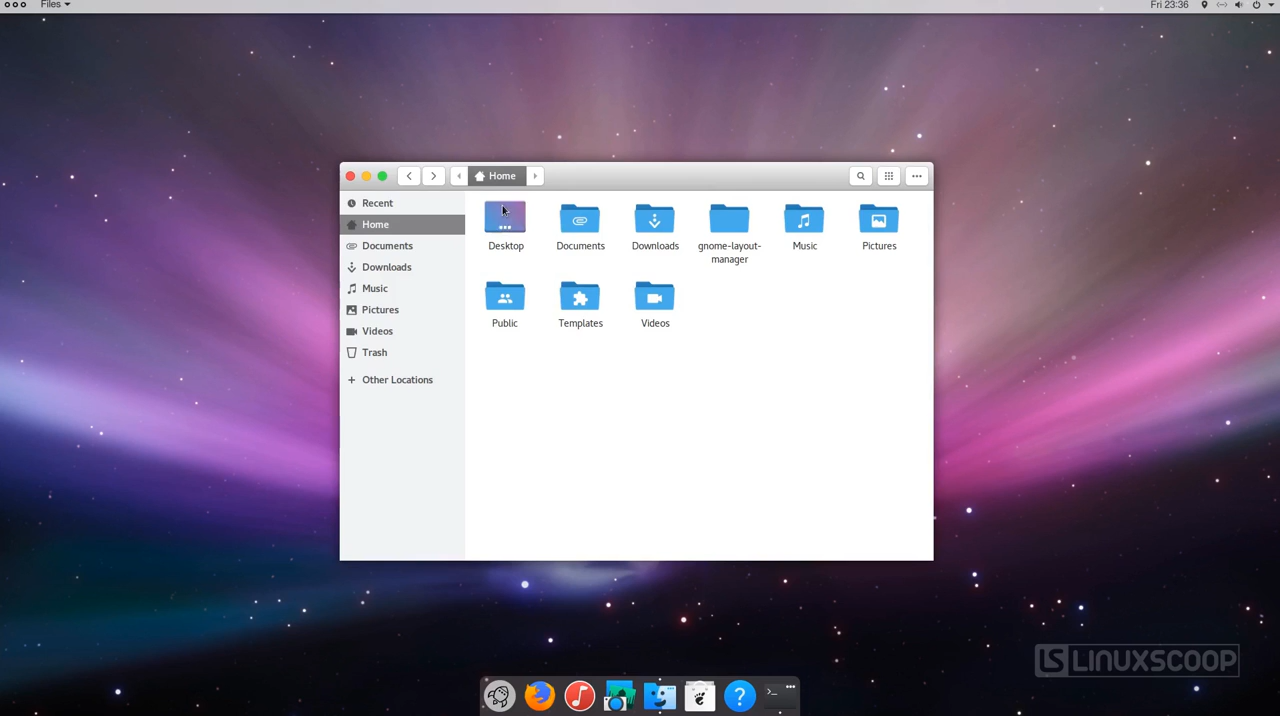 Files
Fri 23:36
Home
Recent
Home
Documents
Downloads
Music
Pictures
Videos
Trash
Other Locations
Desktop
Documents
Downloads
gnome-layout-
manager
Music
Pictures
Public
Templates
Videos
LS LINUXSCOOP